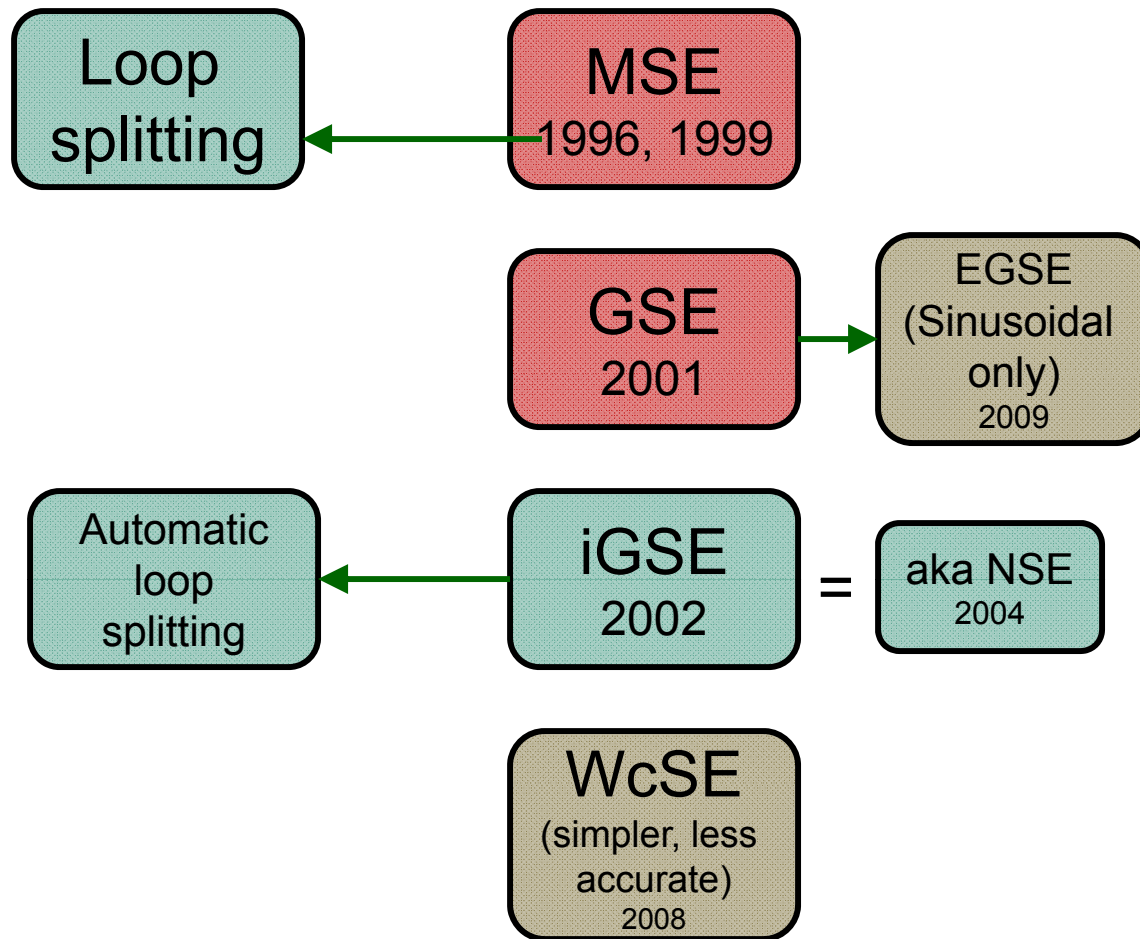 Loop
splitting
MSE
1996, 1999
GSE
2001
EGSE
(Sinusoidal
only)
2009
Automatic
loop
splitting
iGSE
2002
=
aka NSE
2004
WcSE
(simpler, less
accurate)
2008